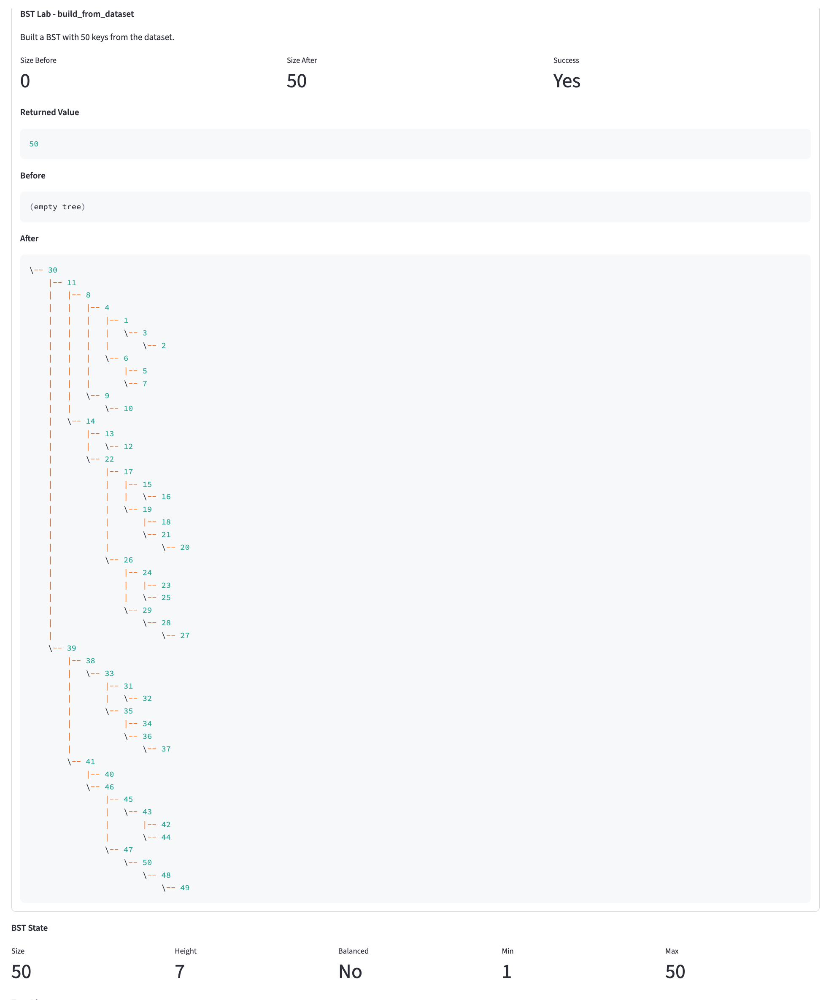 BST Lab - build_from_dataset
Built a BST with 50 keys from the dataset.
Size Before Size After Success
0 50 Yes
Returned Value
50
Before
(empty tree)
After
\-- 30
    |-- 11
    |   |-- 8
    |   |   |-- 4
    |   |   |   |-- 1
    |   |   |   |   \-- 3
    |   |   |   |       \-- 2
    |   |   |   \-- 6
    |   |   |       |-- 5
    |   |   |       \-- 7
    |   |   \-- 9
    |   |       \-- 10
    |   \-- 14
    |       |-- 13
    |       |   \-- 12
    |       \-- 22
    |           |-- 17
    |           |   |-- 15
    |           |   |   \-- 16
    |           |   \-- 19
    |           |       |-- 18
    |           |       \-- 21
    |           |           \-- 20
    |           \-- 26
    |               |-- 24
    |               |   |-- 23
    |               |   \-- 25
    |               \-- 29
    |                   \-- 28
    |                       \-- 27
    \-- 39
        |-- 38
        |   \-- 33
        |       |-- 31
        |       |   \-- 32
        |       \-- 35
        |           |-- 34
        |           \-- 36
        |               \-- 37
        \-- 41
            |-- 40
            \-- 46
                |-- 45
                |   \-- 43
                |       |-- 42
                |       \-- 44
                \-- 47
                    \-- 50
                        \-- 48
                            \-- 49
BST State
Size Height Balanced Min Max
50 7 No 1 50